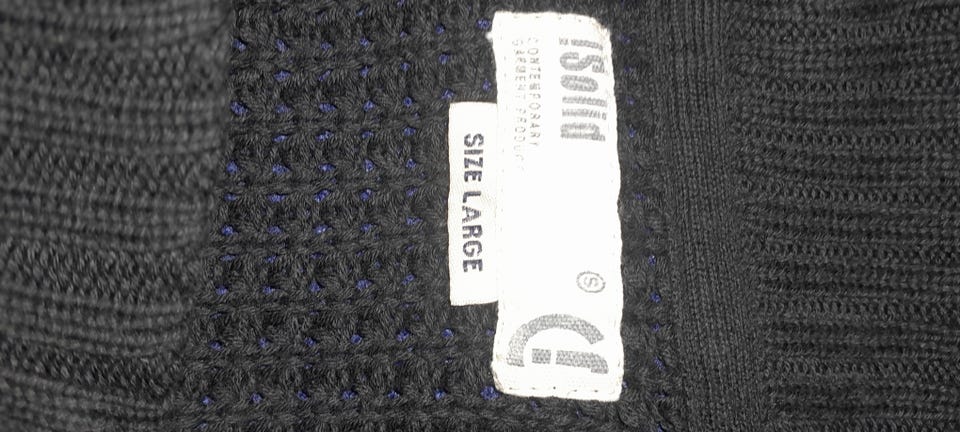 !Solid
CONTEMPORARY
GARMENT PRODUCT
S
SIZE LARGE